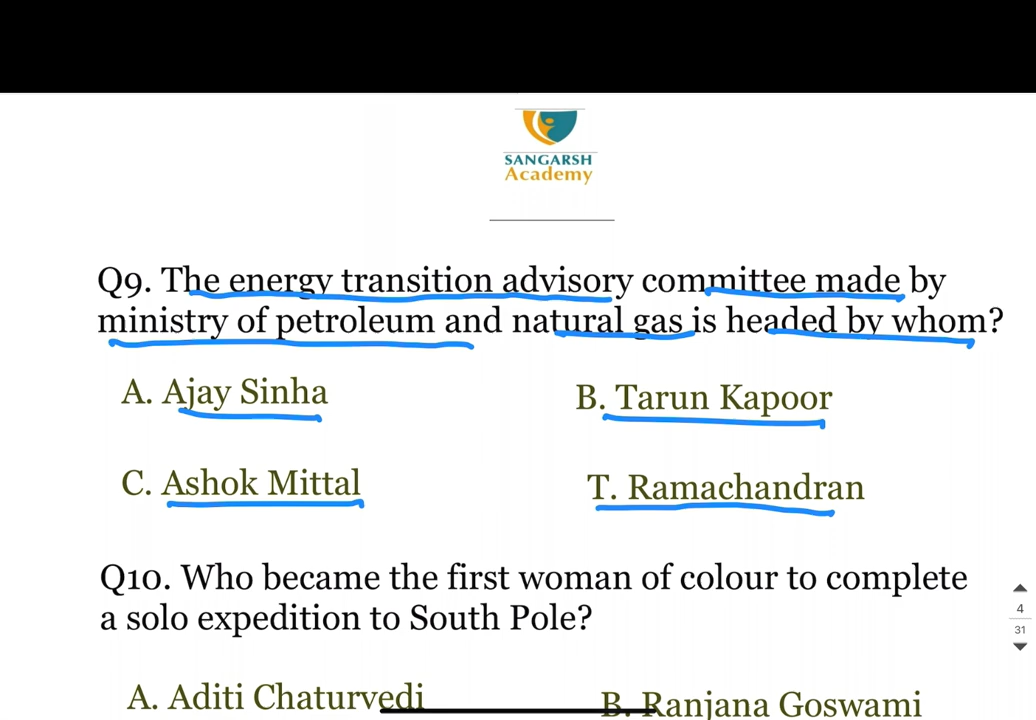 SANGARSH
Academy
Q9. The energy transition advisory committee made by
ministry of petroleum and natural gas is headed by whom?
A. Ajay Sinha
B. Tarun Kapoor
C. Ashok Mittal
T. Ramachandran
Q10. Who became the first woman of colour to complete
a solo expedition to South Pole?
4
31
A. Aditi Chaturvedi
B. Ranjana Goswami